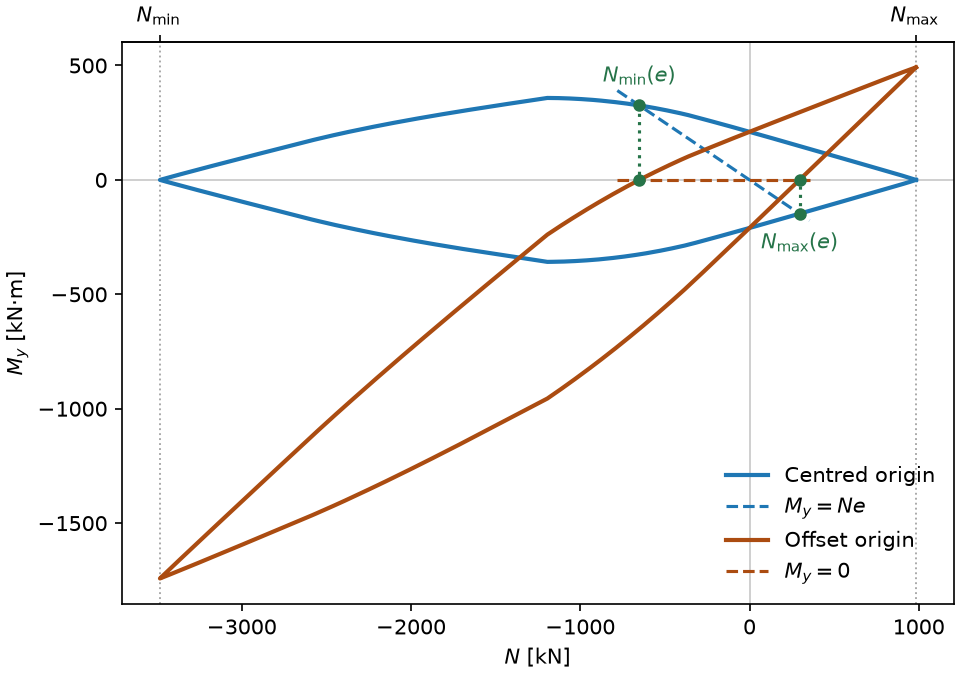 N_min N_max
500
0
−500
−1000
−1500
M_y [kN·m]
N_min(e)
N_max(e)
Centred origin
M_y = Ne
Offset origin
M_y = 0
−3000 −2000 −1000 0 1000
N [kN]